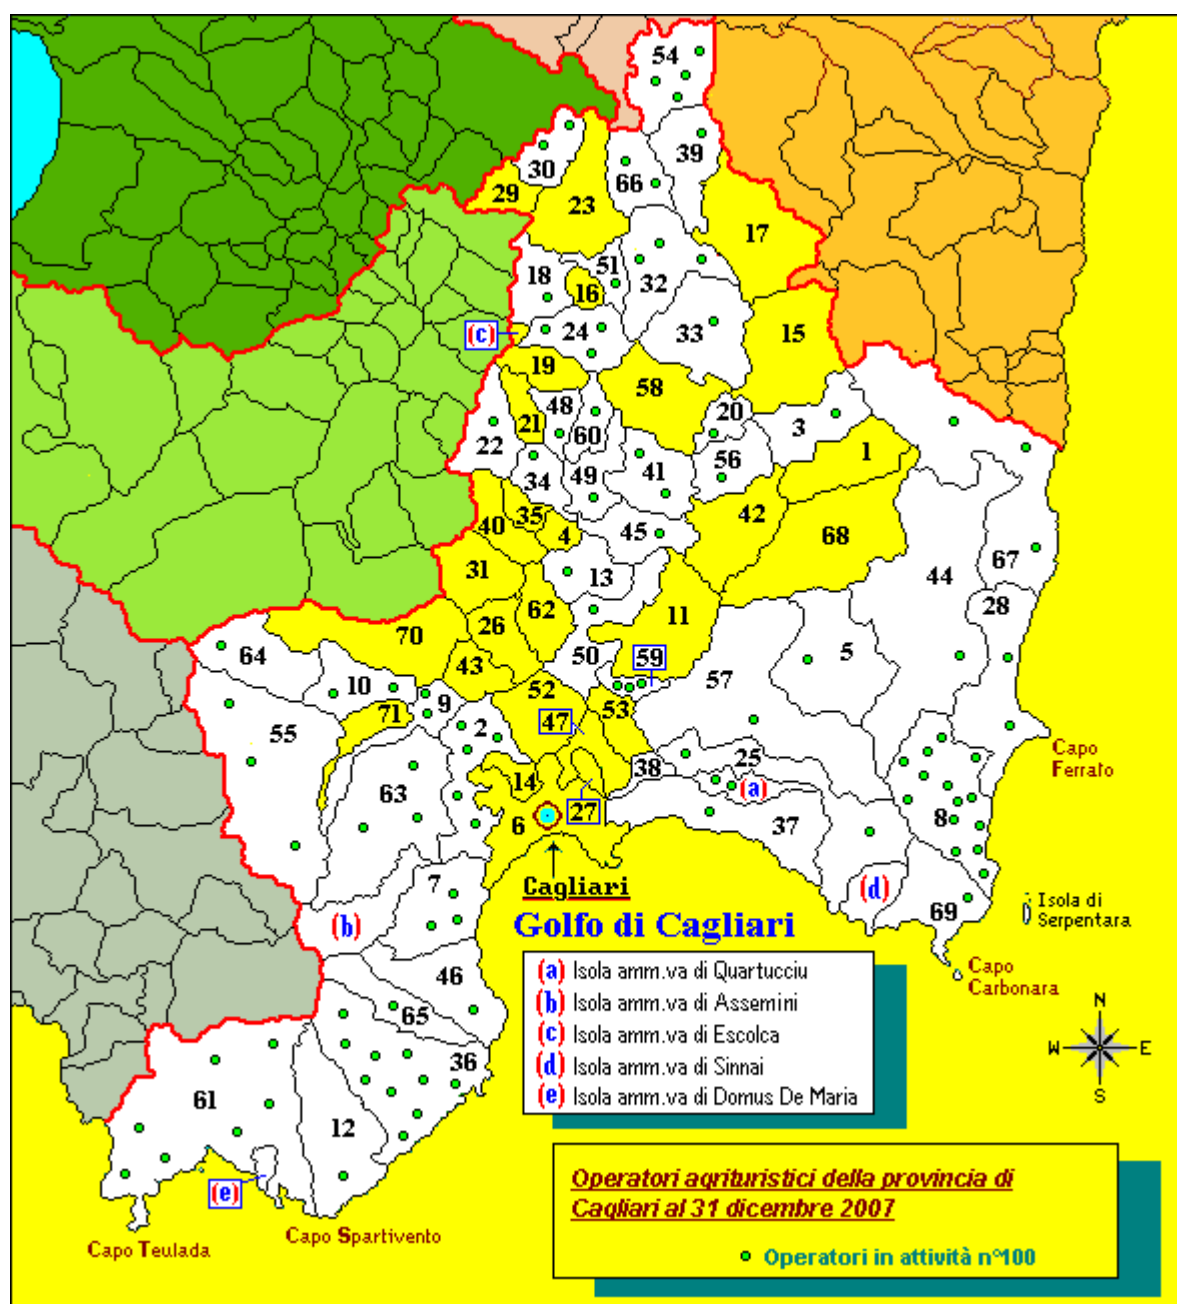 54
39
30
66
29
23
17
51
18
32
16
(c)
24
33
15
19
58
48
20
21
60
3
22
56
1
34
49
41
35
40
4
45
42
68
44
67
31
13
28
62
26
11
70
64
50
59
5
43
57
10
52
9
71
2
47
53
55
Capo
Ferrato
38
25
14
(a)
63
27
6
37
8
Cagliari
7
(d)
69
Isola di
Serpentara
(b)
Golfo di Cagliari
Capo
Carbonara
46
(a) Isola amm.va di Quartucciu
(b) Isola amm.va di Assemini
(c) Isola amm.va di Escolca
(d) Isola amm.va di Sinnai
(e) Isola amm.va di Domus De Maria
N
W
E
S
65
36
61
12
(e)
Capo Spartivento
Capo Teulada
Operatori agrituristici della provincia di
Cagliari al 31 dicembre 2007
Operatori in attività n°100